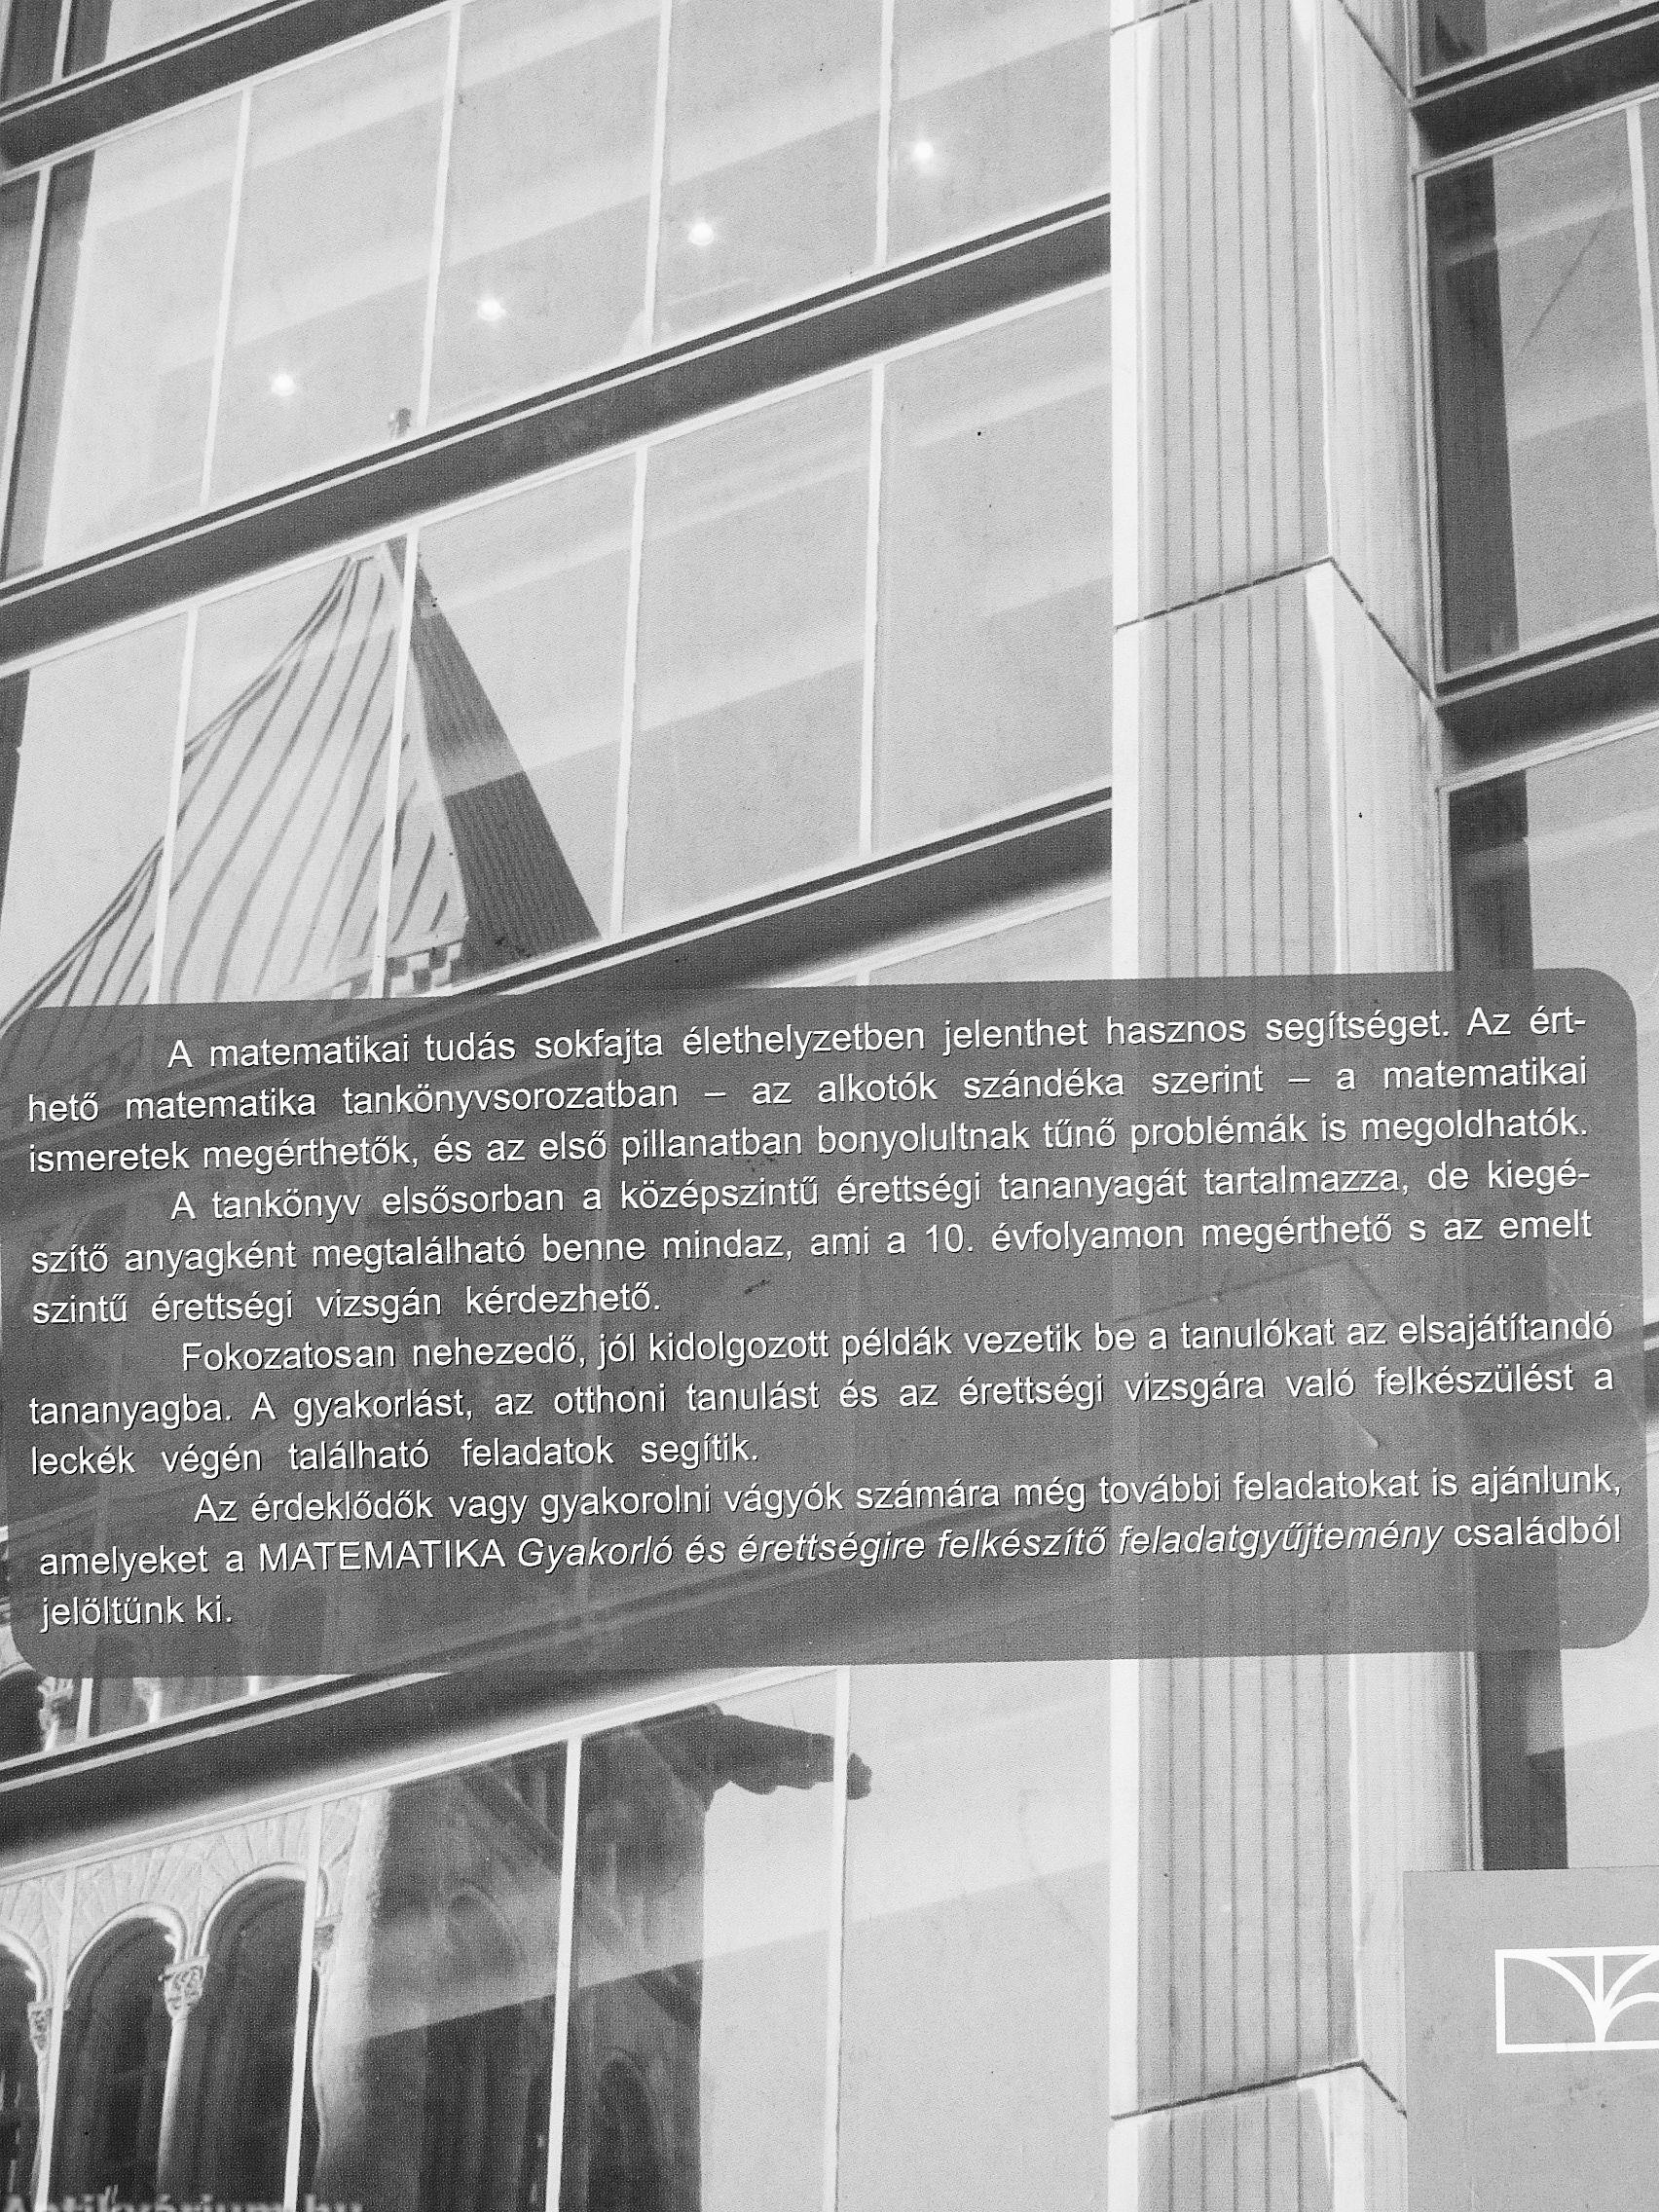 A matematikai tudás sokfajta élethelyzetben jelenthet hasznos segítséget. Az ért-
hető matematika tankönyvsorozatban – az alkotók szándéka szerint – a matematikai
ismeretek megérthetők, és az első pillanatban bonyolultnak tűnő problémák is megoldhatók.
A tankönyv elsősorban a középszintű érettségi tananyagát tartalmazza, de kiegé-
szítő anyagként megtalálható benne mindaz, ami a 10. évfolyamon megérthető s az emelt
szintű érettségi vizsgán kérdezhető.
Fokozatosan nehezedő, jól kidolgozott példák vezetik be a tanulókat az elsajátítandó
tananyagba. A gyakorlást, az otthoni tanulást és az érettségi vizsgára való felkészülést a
leckék végén található feladatok segítik.
Az érdeklődők vagy gyakorolni vágyók számára még további feladatokat is ajánlunk,
amelyeket a MATEMATIKA Gyakorló és érettségire felkészítő feladatgyűjtemény családból
jelöltünk ki.